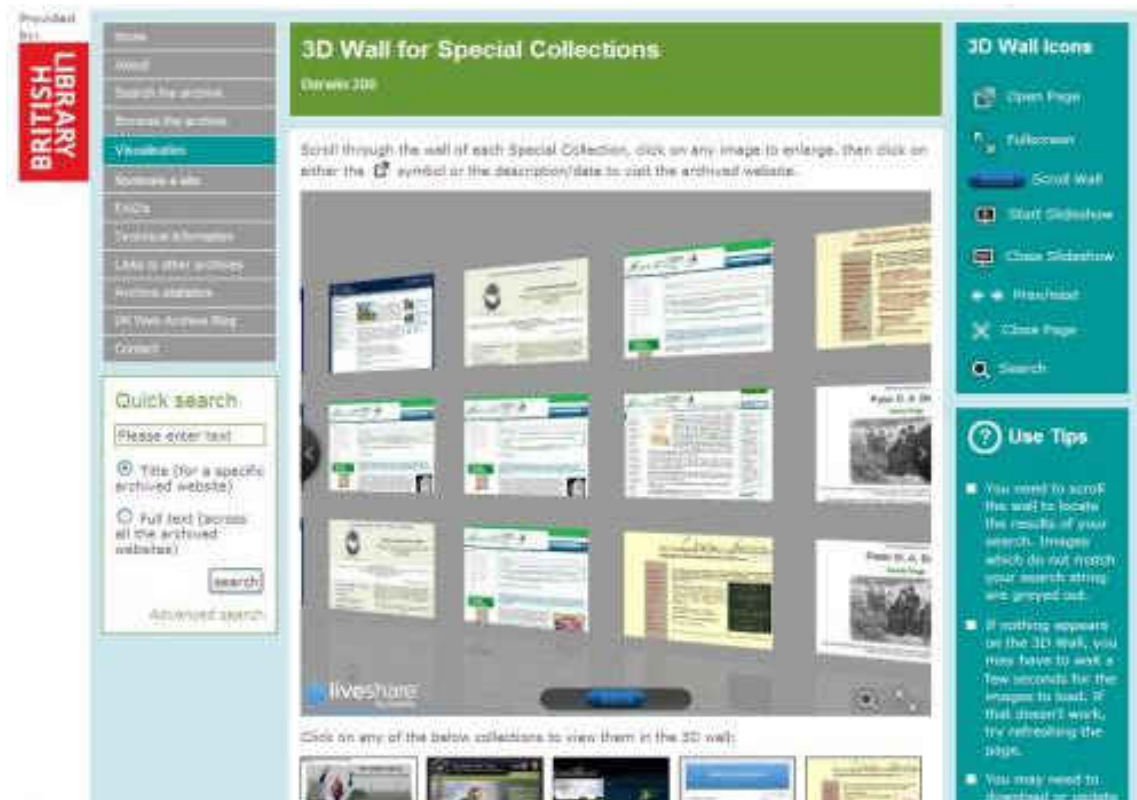 Provided
by:
BRITISH
LIBRARY
Home
About
Search the archive
Browse the archive
Visualisation
Nominate a site
FAQs
Technical information
Links to other archives
Archive statistics
UK Web Archive Blog
Contact
Quick search
Please enter text
Title (for a specific
archived website)
Full text (across
all the archived
websites)
search
Advanced search
3D Wall for Special Collections
Darwin 200
Scroll through the wall of each Special Collection, click on any image to enlarge, then click on
either the symbol or the description/date to visit the archived website.
liveshare
Click on any of the below collections to view them in the 3D wall:
3D Wall Icons
Open Page
Fullscreen
Scroll Wall
Start Slideshow
Close Slideshow
Prev/next
Close Page
Search
? Use Tips
You need to scroll
the wall to locate
the results of your
search. Images
which do not match
your search string
are greyed out.
If nothing appears
on the 3D Wall, you
may have to wait a
few seconds for the
images to load. If
that doesn't work,
try refreshing the
page.
You may need to
download or update